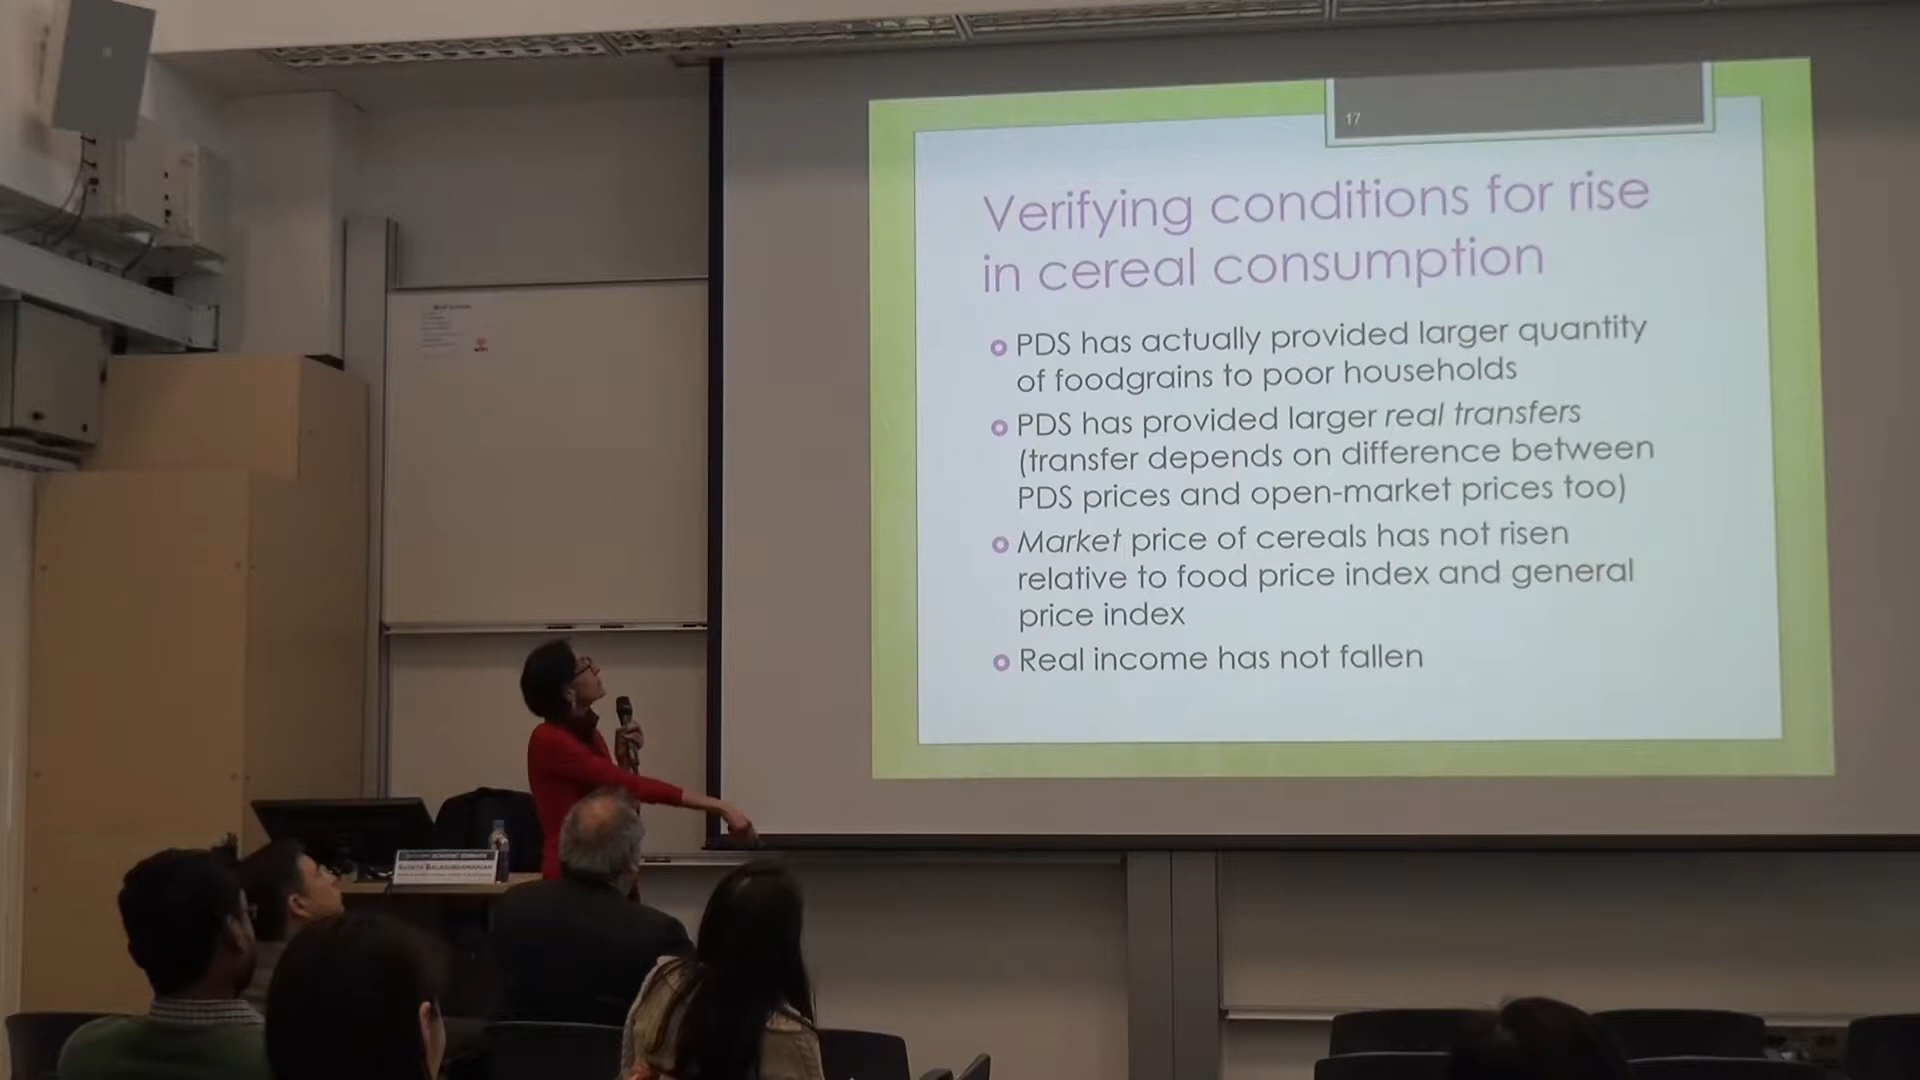 17
Verifying conditions for rise
in cereal consumption
PDS has actually provided larger quantity
of foodgrains to poor households
PDS has provided larger real transfers
(transfer depends on difference between
PDS prices and open-market prices too)
Market price of cereals has not risen
relative to food price index and general
price index
Real income has not fallen